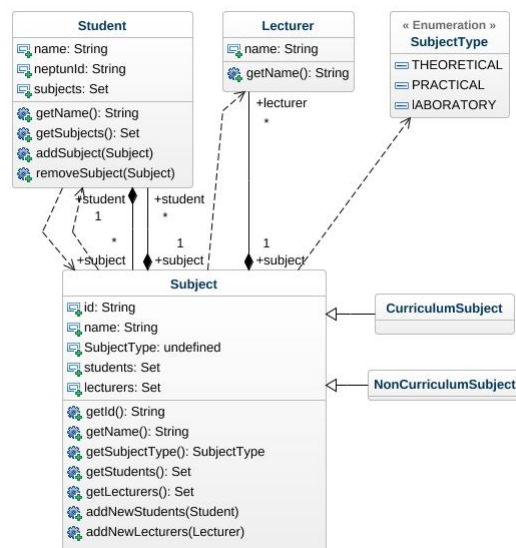 Student
name: String
neptunId: String
subjects: Set
getName(): String
getSubjects(): Set
addSubject(Subject)
removeSubject(Subject)
Lecturer
name: String
getName(): String
« Enumeration »
SubjectType
THEORETICAL
PRACTICAL
lABORATORY
+student
1
*
+subject
+student
*
1
+subject
+lecturer
*
1
+subject
Subject
id: String
name: String
SubjectType: undefined
students: Set
lecturers: Set
getId(): String
getName(): String
getSubjectType(): SubjectType
getStudents(): Set
getLecturers(): Set
addNewStudents(Student)
addNewLecturers(Lecturer)
CurriculumSubject
NonCurriculumSubject